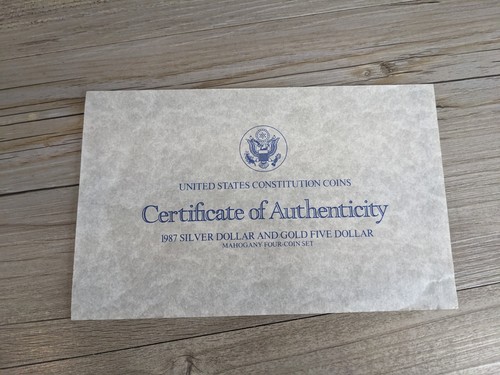 UNITED STATES CONSTITUTION COINS
Certificate of Authenticity
1987 SILVER DOLLAR AND GOLD FIVE DOLLAR
MAHOGANY FOUR-COIN SET